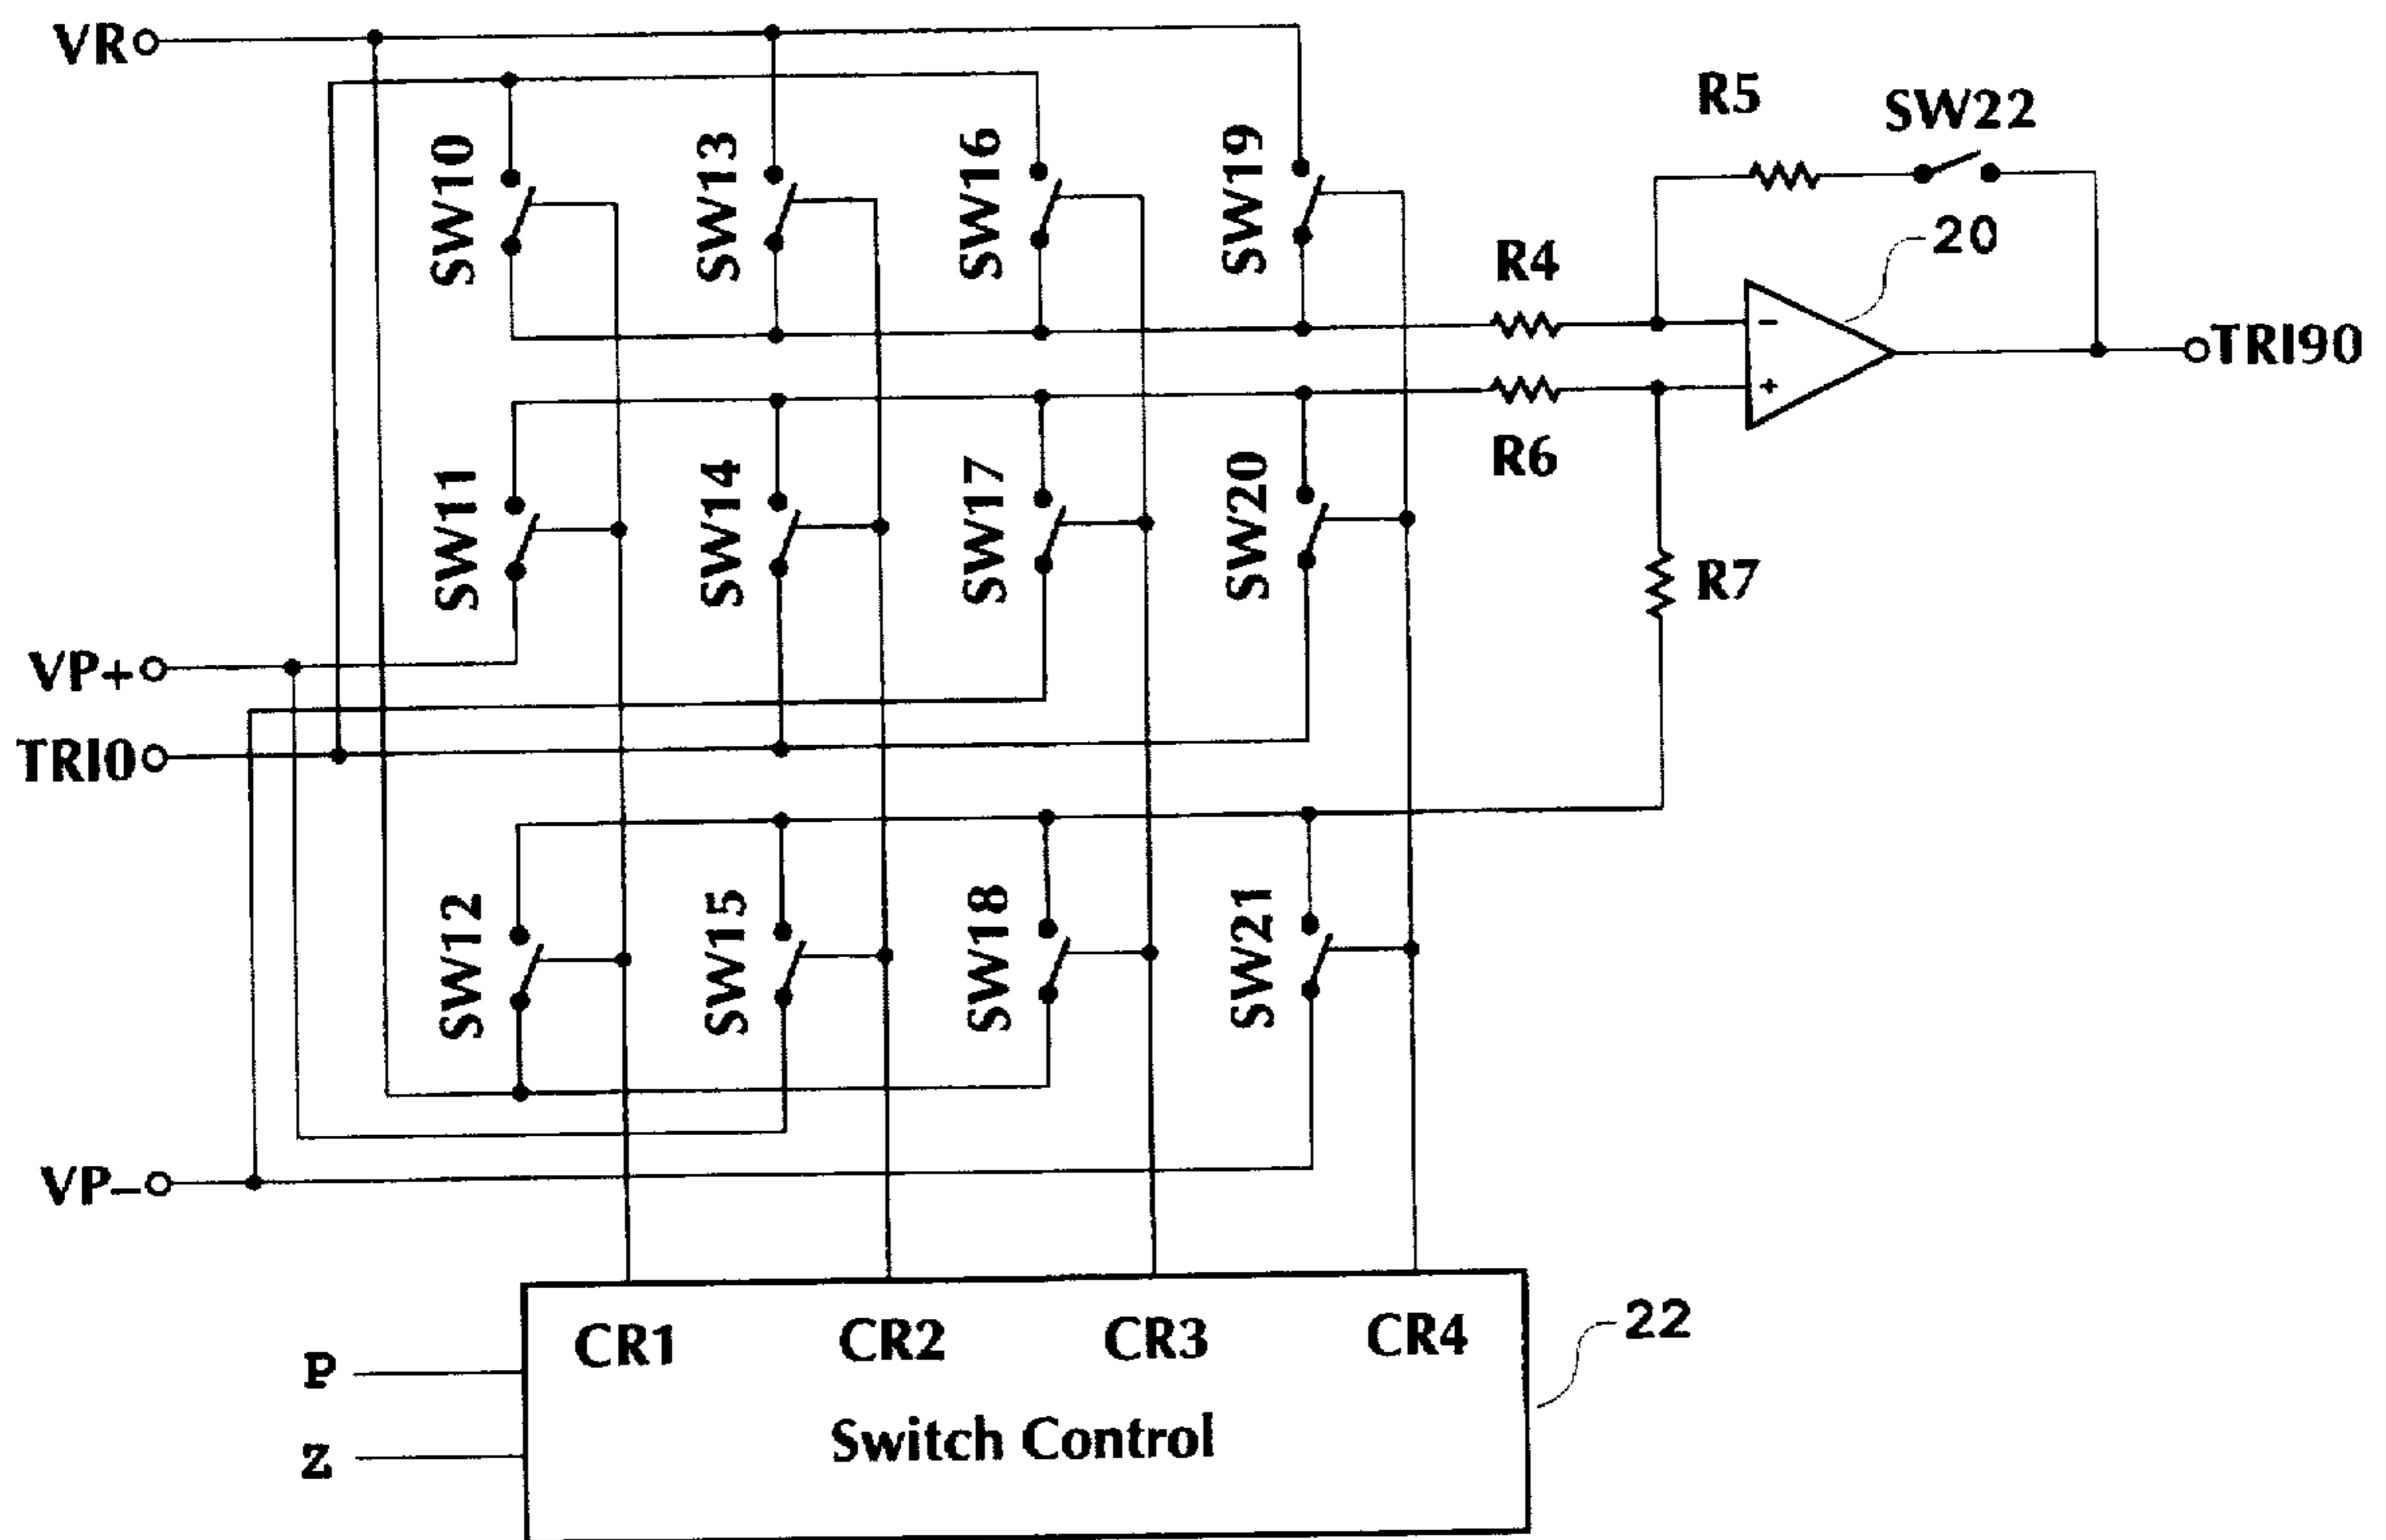 VR
R5
SW22
SW10
SW13
SW16
SW19
20
R4
−
TRI90
+
R6
SW11
SW14
SW17
SW20
R7
VP+
TRI0
SW12
SW15
SW18
SW21
VP−
CR1
CR2
CR3
CR4
22
P
Switch Control
Z